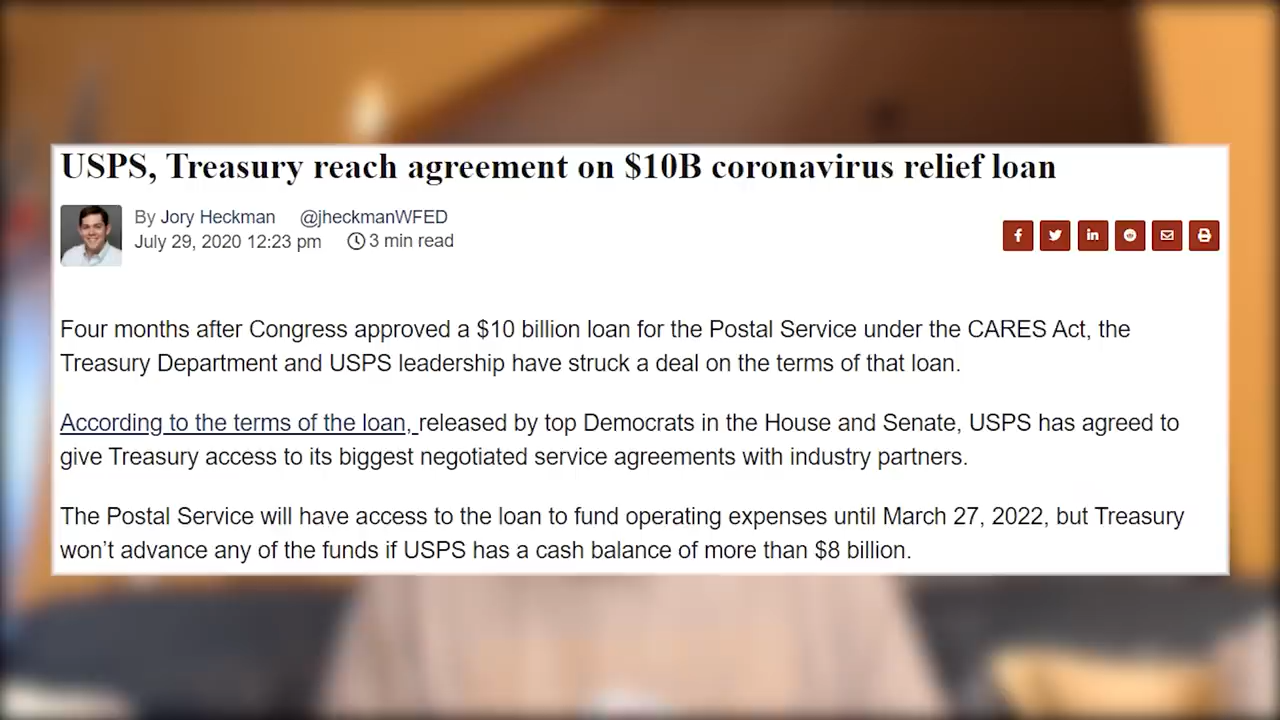 USPS, Treasury reach agreement on $10B coronavirus relief loan
By Jory Heckman @jheckmanWFED
July 29, 2020 12:23 pm 3 min read
Four months after Congress approved a $10 billion loan for the Postal Service under the CARES Act, the
Treasury Department and USPS leadership have struck a deal on the terms of that loan.
According to the terms of the loan, released by top Democrats in the House and Senate, USPS has agreed to
give Treasury access to its biggest negotiated service agreements with industry partners.
The Postal Service will have access to the loan to fund operating expenses until March 27, 2022, but Treasury
won’t advance any of the funds if USPS has a cash balance of more than $8 billion.